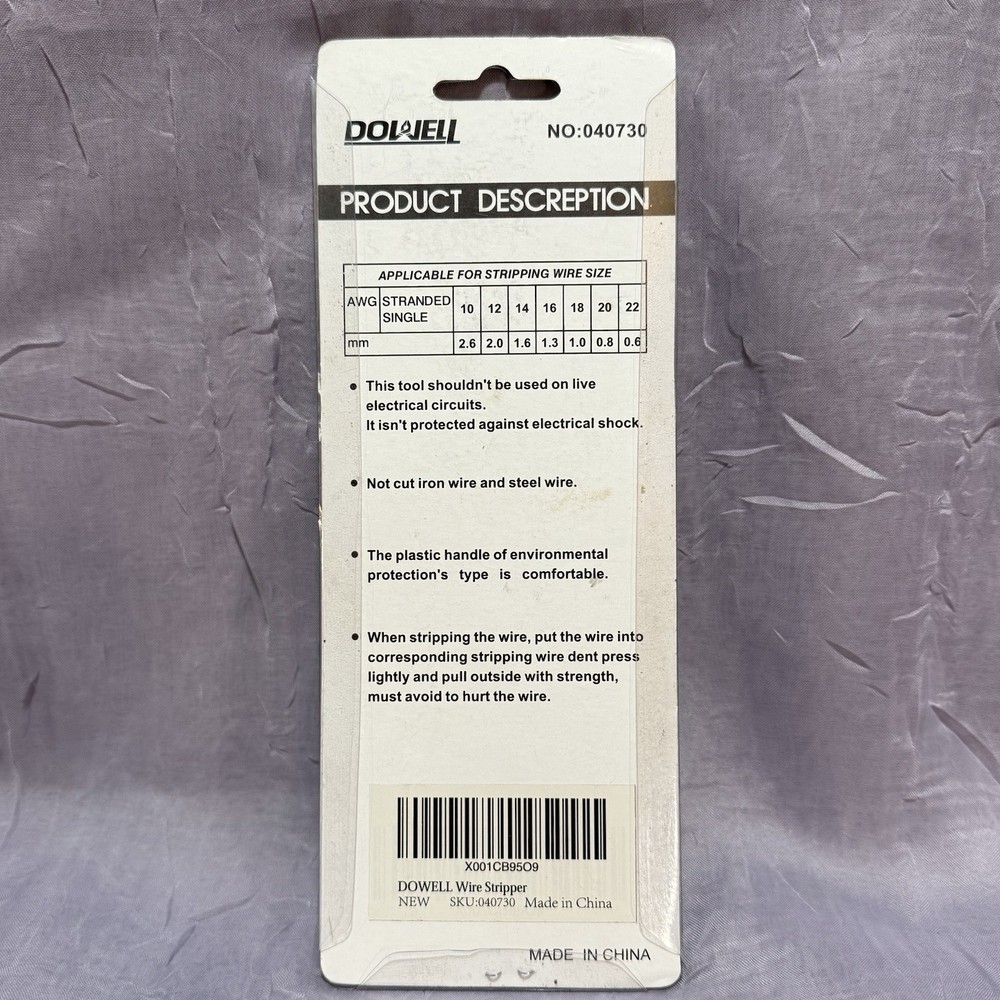 DOWELL NO:040730
PRODUCT DESCREPTION
APPLICABLE FOR STRIPPING WIRE SIZE
AWG STRANDED SINGLE 10 12 14 16 18 20 22
mm 2.6 2.0 1.6 1.3 1.0 0.8 0.6
• This tool shouldn't be used on live
electrical circuits.
It isn't protected against electrical shock.
• Not cut iron wire and steel wire.
• The plastic handle of environmental
protection's type is comfortable.
• When stripping the wire, put the wire into
corresponding stripping wire dent press
lightly and pull outside with strength,
must avoid to hurt the wire.
X001CB95O9
DOWELL Wire Stripper
NEW SKU:040730 Made in China
MADE IN CHINA